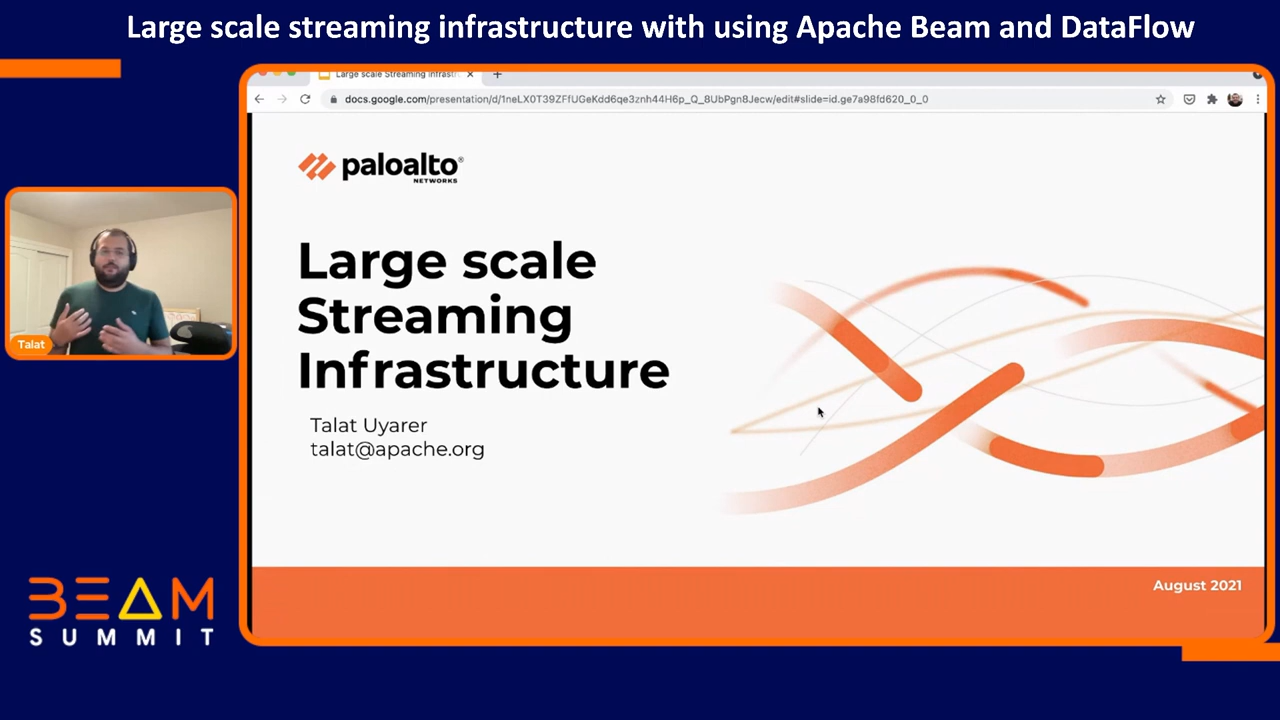 Large scale streaming infrastructure with using Apache Beam and DataFlow
Large scale Streaming Infrastr
docs.google.com/presentation/d/1neLX0T39ZFfUGeKdd6qe3znh44H6p_Q_8UbPgn8Jecw/edit#slide=id.ge7a98fd620_0_0
paloalto®
NETWORKS
Large scale
Streaming
Infrastructure
Talat Uyarer
talat@apache.org
August 2021
Talat
BEAM
SUMMIT